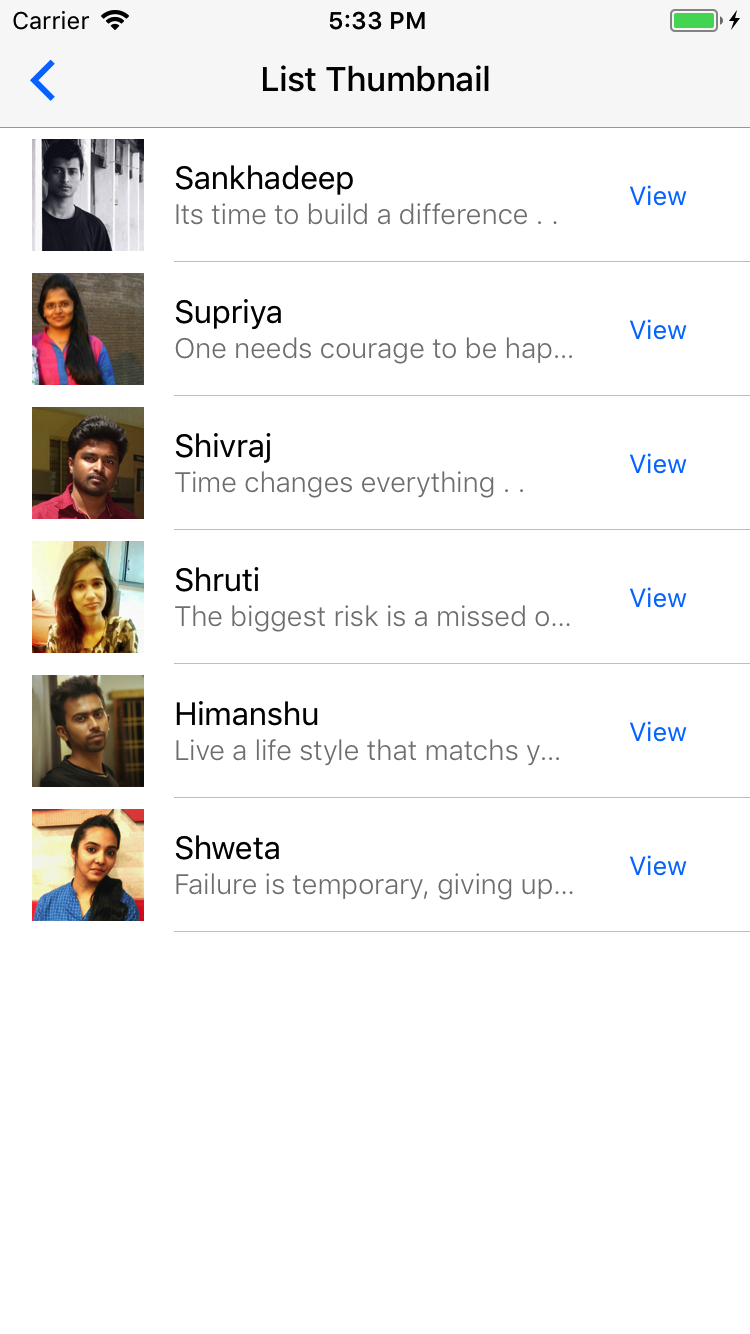 Carrier 5:33 PM
List Thumbnail
Sankhadeep
Its time to build a difference . .
View
Supriya
One needs courage to be hap...
View
Shivraj
Time changes everything . .
View
Shruti
The biggest risk is a missed o...
View
Himanshu
Live a life style that matchs y...
View
Shweta
Failure is temporary, giving up...
View